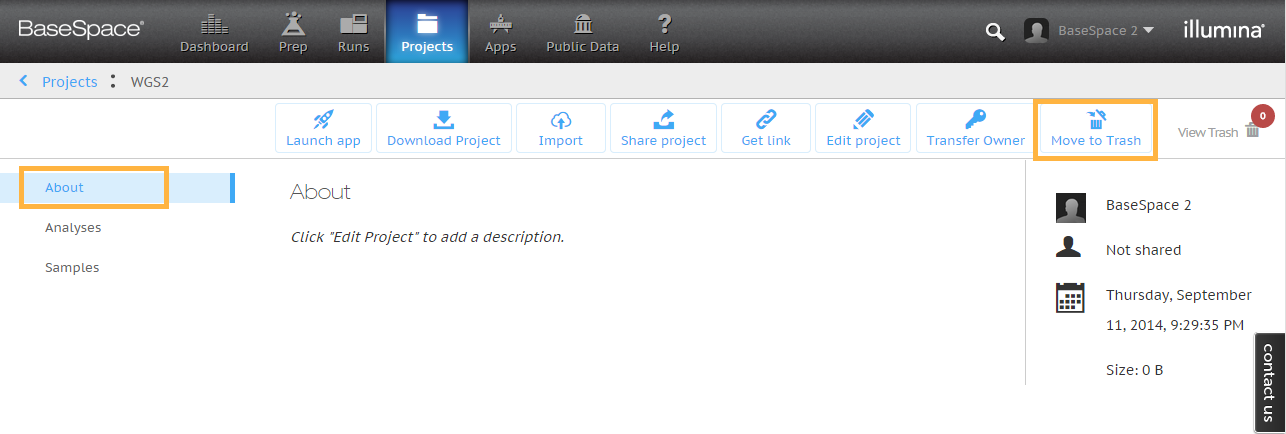 BaseSpace®
Dashboard
Prep
Runs
Projects
Apps
Public Data
Help
BaseSpace 2
illumina®
Projects
WGS2
Launch app
Download Project
Import
Share project
Get link
Edit project
Transfer Owner
Move to Trash
View Trash
0
About
Analyses
Samples
About
Click "Edit Project" to add a description.
BaseSpace 2
Not shared
Thursday, September
11, 2014, 9:29:35 PM
Size: 0 B
contact us